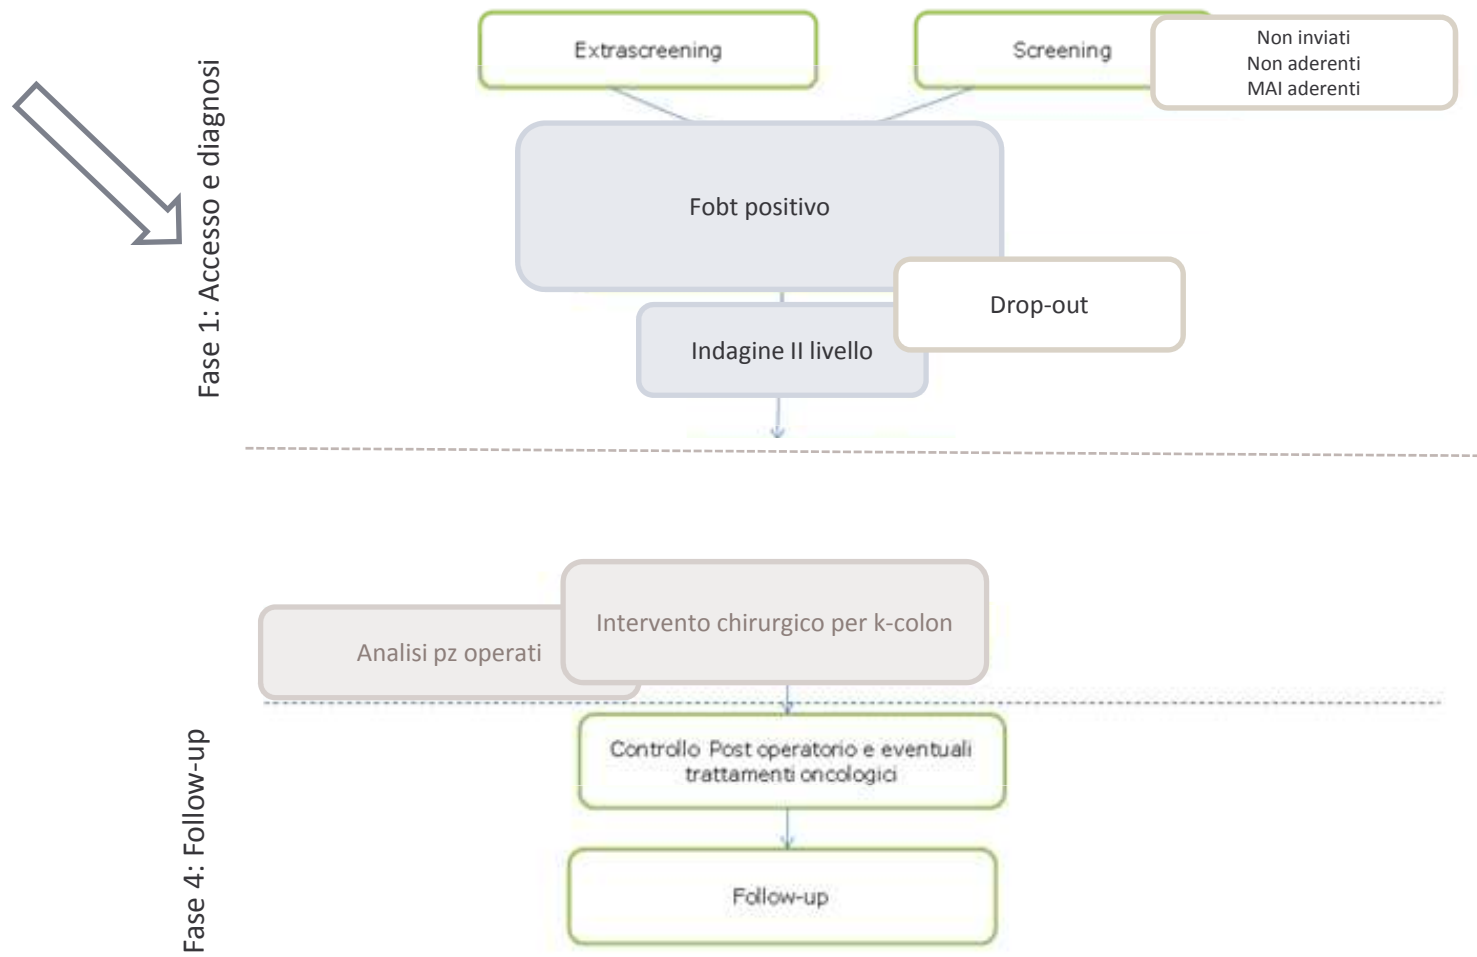 Extrascreening
Screening
Non inviati
Non aderenti
MAI aderenti
Fase 1: Accesso e diagnosi
Fobt positivo
Drop-out
Indagine II livello
Intervento chirurgico per k-colon
Analisi pz operati
Fase 4: Follow-up
Controllo Post operatorio e eventuali
trattamenti oncologici
Follow-up